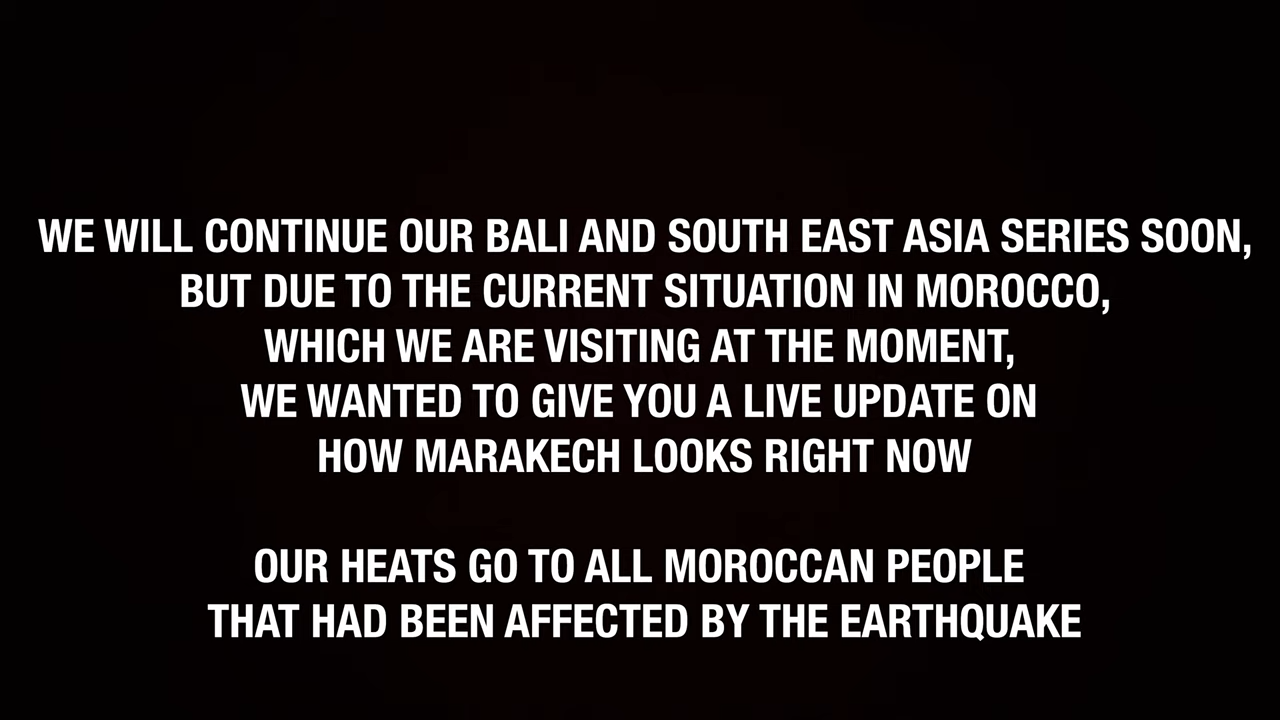 WE WILL CONTINUE OUR BALI AND SOUTH EAST ASIA SERIES SOON,
BUT DUE TO THE CURRENT SITUATION IN MOROCCO,
WHICH WE ARE VISITING AT THE MOMENT,
WE WANTED TO GIVE YOU A LIVE UPDATE ON
HOW MARAKECH LOOKS RIGHT NOW
OUR HEATS GO TO ALL MOROCCAN PEOPLE
THAT HAD BEEN AFFECTED BY THE EARTHQUAKE